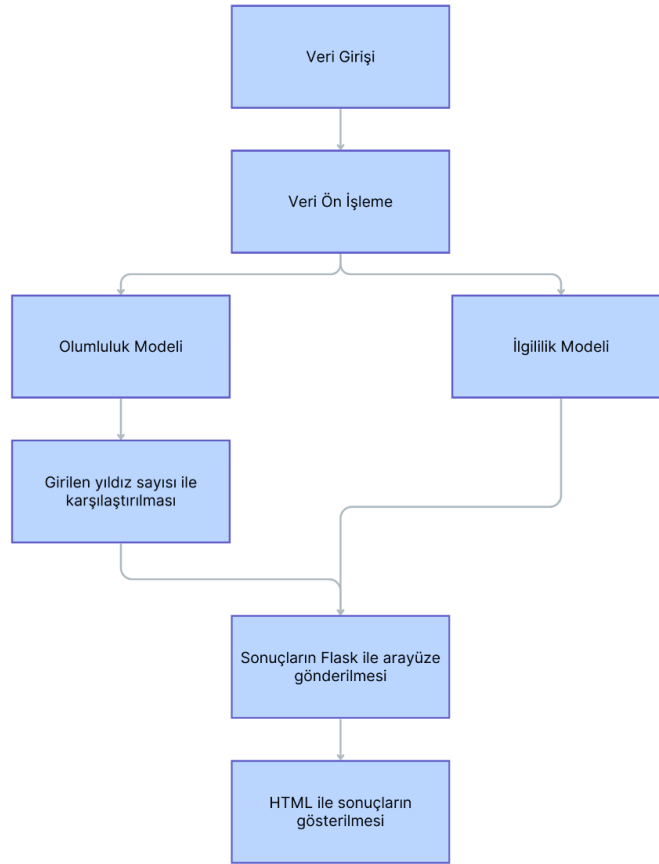 Veri Girişi
Veri Ön İşleme
Olumluluk Modeli
İlgililik Modeli
Girilen yıldız sayısı ile
karşılaştırılması
Sonuçların Flask ile arayüze
gönderilmesi
HTML ile sonuçların
gösterilmesi